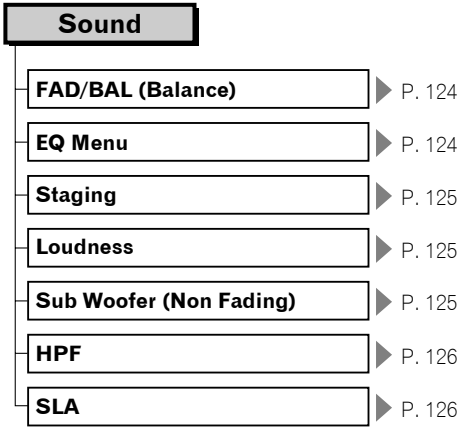 Sound
FAD/BAL (Balance) P. 124
EQ Menu P. 124
Staging P. 125
Loudness P. 125
Sub Woofer (Non Fading) P. 125
HPF P. 126
SLA P. 126